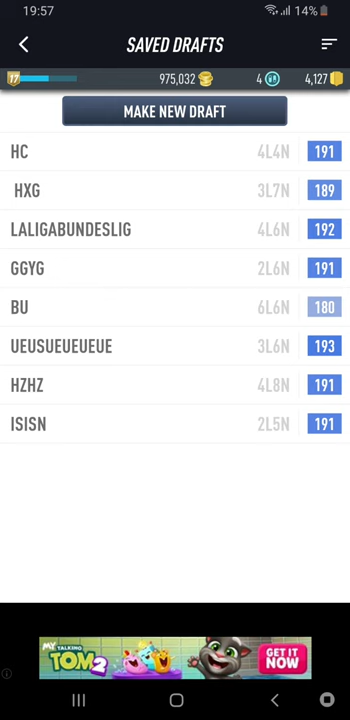 19:57
14%
SAVED DRAFTS
17
975,032
4
4,127
MAKE NEW DRAFT
HC 4L4N 191
HXG 3L7N 189
LALIGABUNDESLIG 4L6N 192
GGYG 2L6N 191
BU 6L6N 180
UEUSUEUEUEUE 3L6N 193
HZHZ 4L8N 191
ISISN 2L5N 191
MY TALKING
TOM2
GET IT
NOW